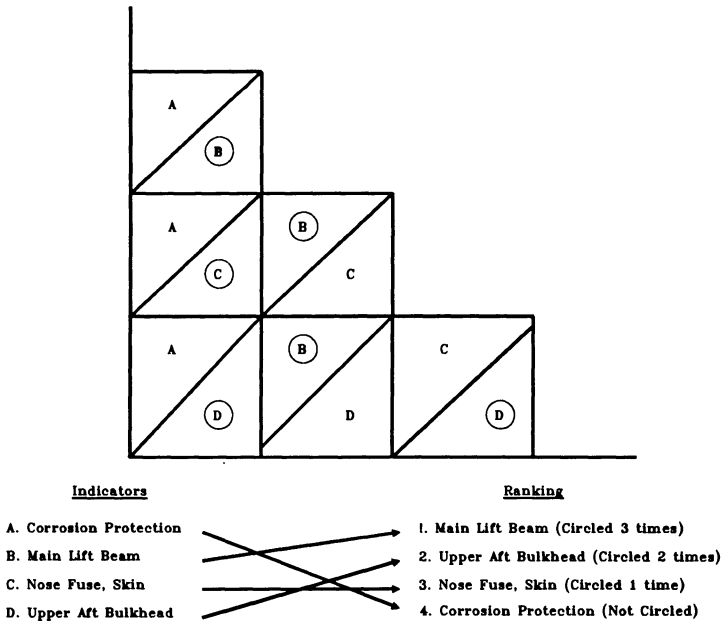 A
B
A
B
C
C
A
B
C
D
D
D
Indicators
Ranking
A. Corrosion Protection
1. Main Lift Beam (Circled 3 times)
B. Main Lift Beam
2. Upper Aft Bulkhead (Circled 2 times)
C. Nose Fuse, Skin
3. Nose Fuse, Skin (Circled 1 time)
D. Upper Aft Bulkhead
4. Corrosion Protection (Not Circled)